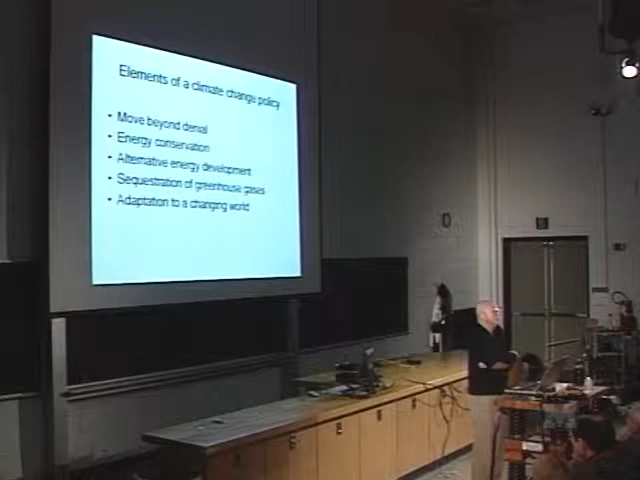 Elements of a climate change policy
• Move beyond denial
• Energy conservation
• Alternative energy development
• Sequestration of greenhouse gases
• Adaptation to a changing world